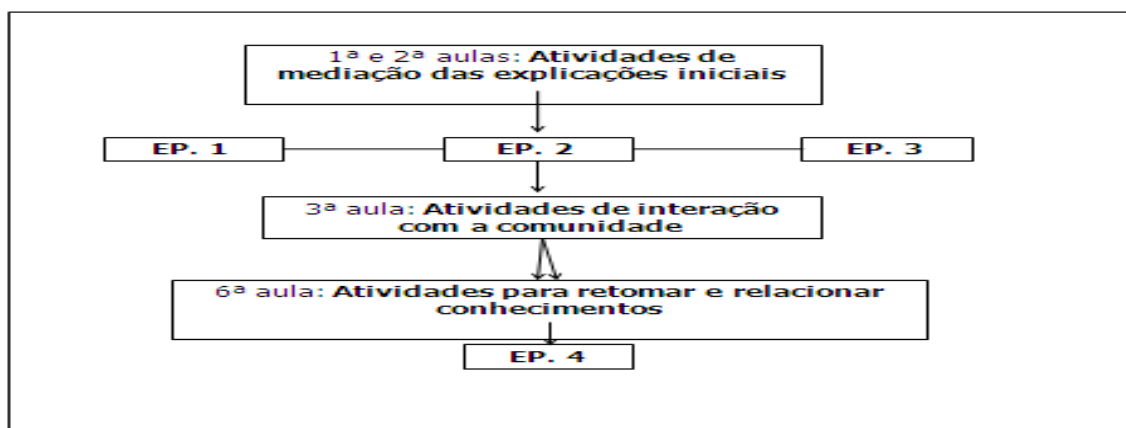 1ª e 2ª aulas: Atividades de
mediação das explicações iniciais
EP. 1
EP. 2
EP. 3
3ª aula: Atividades de interação
com a comunidade
6ª aula: Atividades para retomar e relacionar
conhecimentos
EP. 4